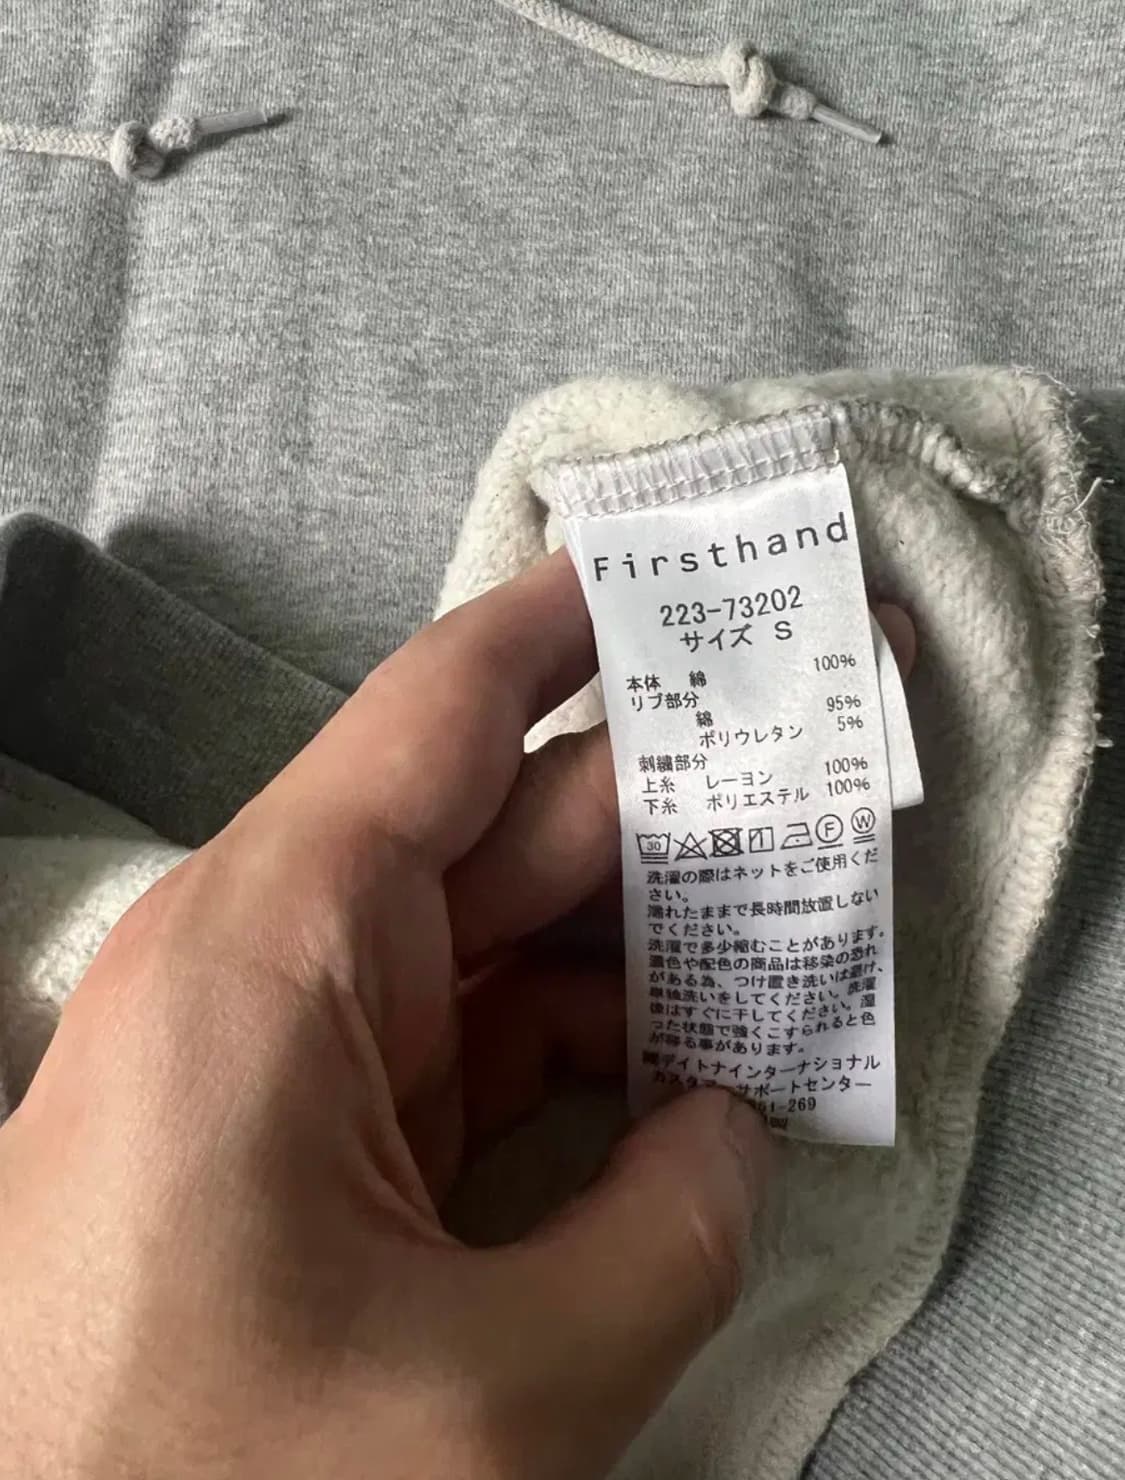 Firsthand
223-73202
サイズ S
本体 綿 100%
リブ部分
綿 95%
ポリウレタン 5%
刺繍部分
上糸 レーヨン 100%
下糸 ポリエステル 100%
30
F W
洗濯の際はネットをご使用くだ
さい。
濡れたままで長時間放置しない
でください。
洗濯で多少縮むことがあります。
濃色や配色の商品は移染の恐れ
がある為、つけ置き洗いは避け、
単独洗いをしてください。洗濯
後はすぐに干してください。湿
った状態で強くこすられると色
が移る事があります。
㈱デイトナインターナショナル
カスタマーサポートセンター
51-269